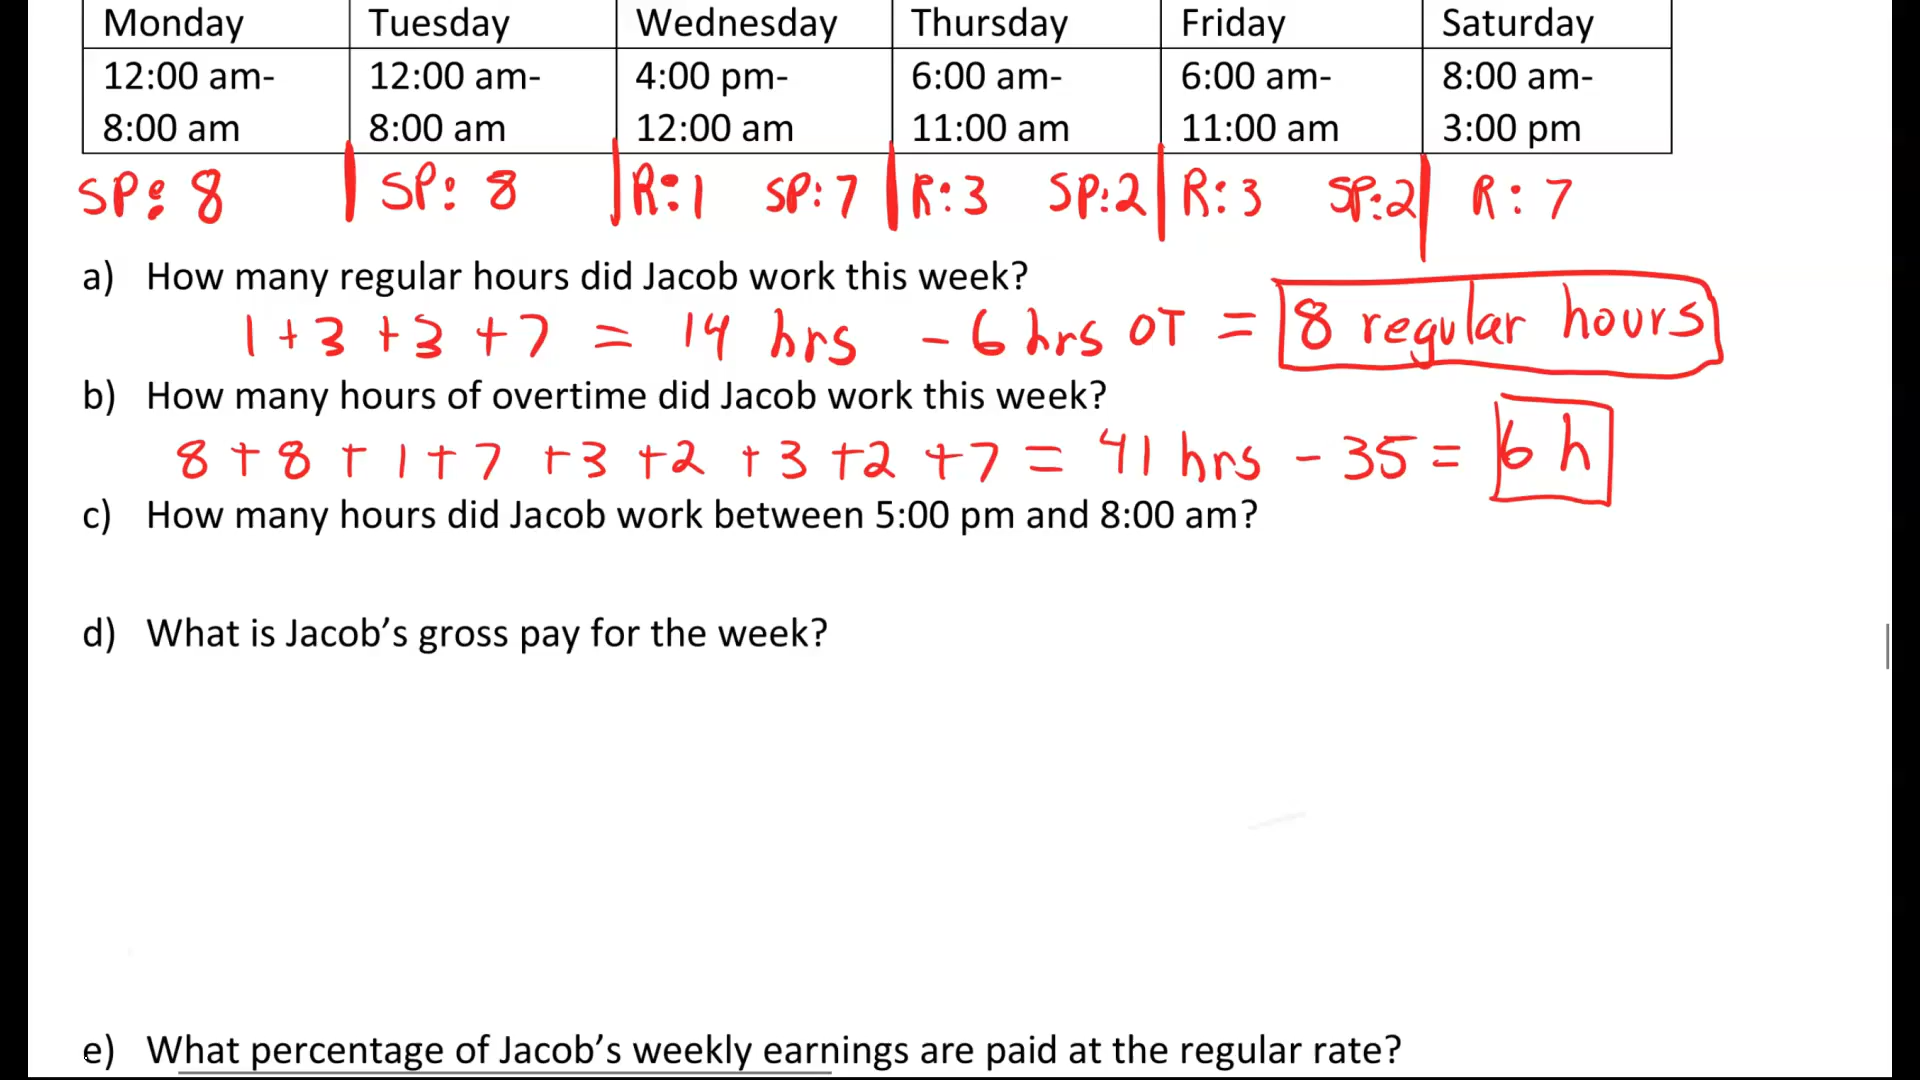 Monday Tuesday Wednesday Thursday Friday Saturday
12:00 am- 12:00 am- 4:00 pm- 6:00 am- 6:00 am- 8:00 am-
8:00 am 8:00 am 12:00 am 11:00 am 11:00 am 3:00 pm
SP: 8 SP: 8 R:1 SP:7 R:3 SP:2 R:3 SP:2 R:7
a) How many regular hours did Jacob work this week?
1+3+3+7 = 14 hrs - 6 hrs OT = 8 regular hours
b) How many hours of overtime did Jacob work this week?
8+8+1+7+3+2+3+2+7 = 41 hrs - 35 = 6 h
c) How many hours did Jacob work between 5:00 pm and 8:00 am?
d) What is Jacob’s gross pay for the week?
e) What percentage of Jacob’s weekly earnings are paid at the regular rate?